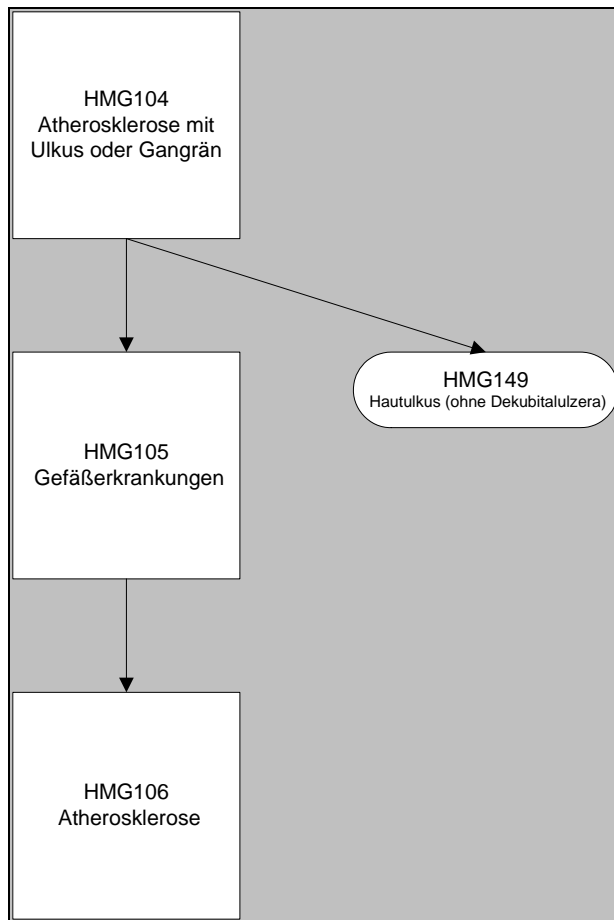 HMG104
Atherosklerose mit
Ulkus oder Gangrän
HMG149
Hautulkus (ohne Dekubitalulzera)
HMG105
Gefäßerkrankungen
HMG106
Atherosklerose